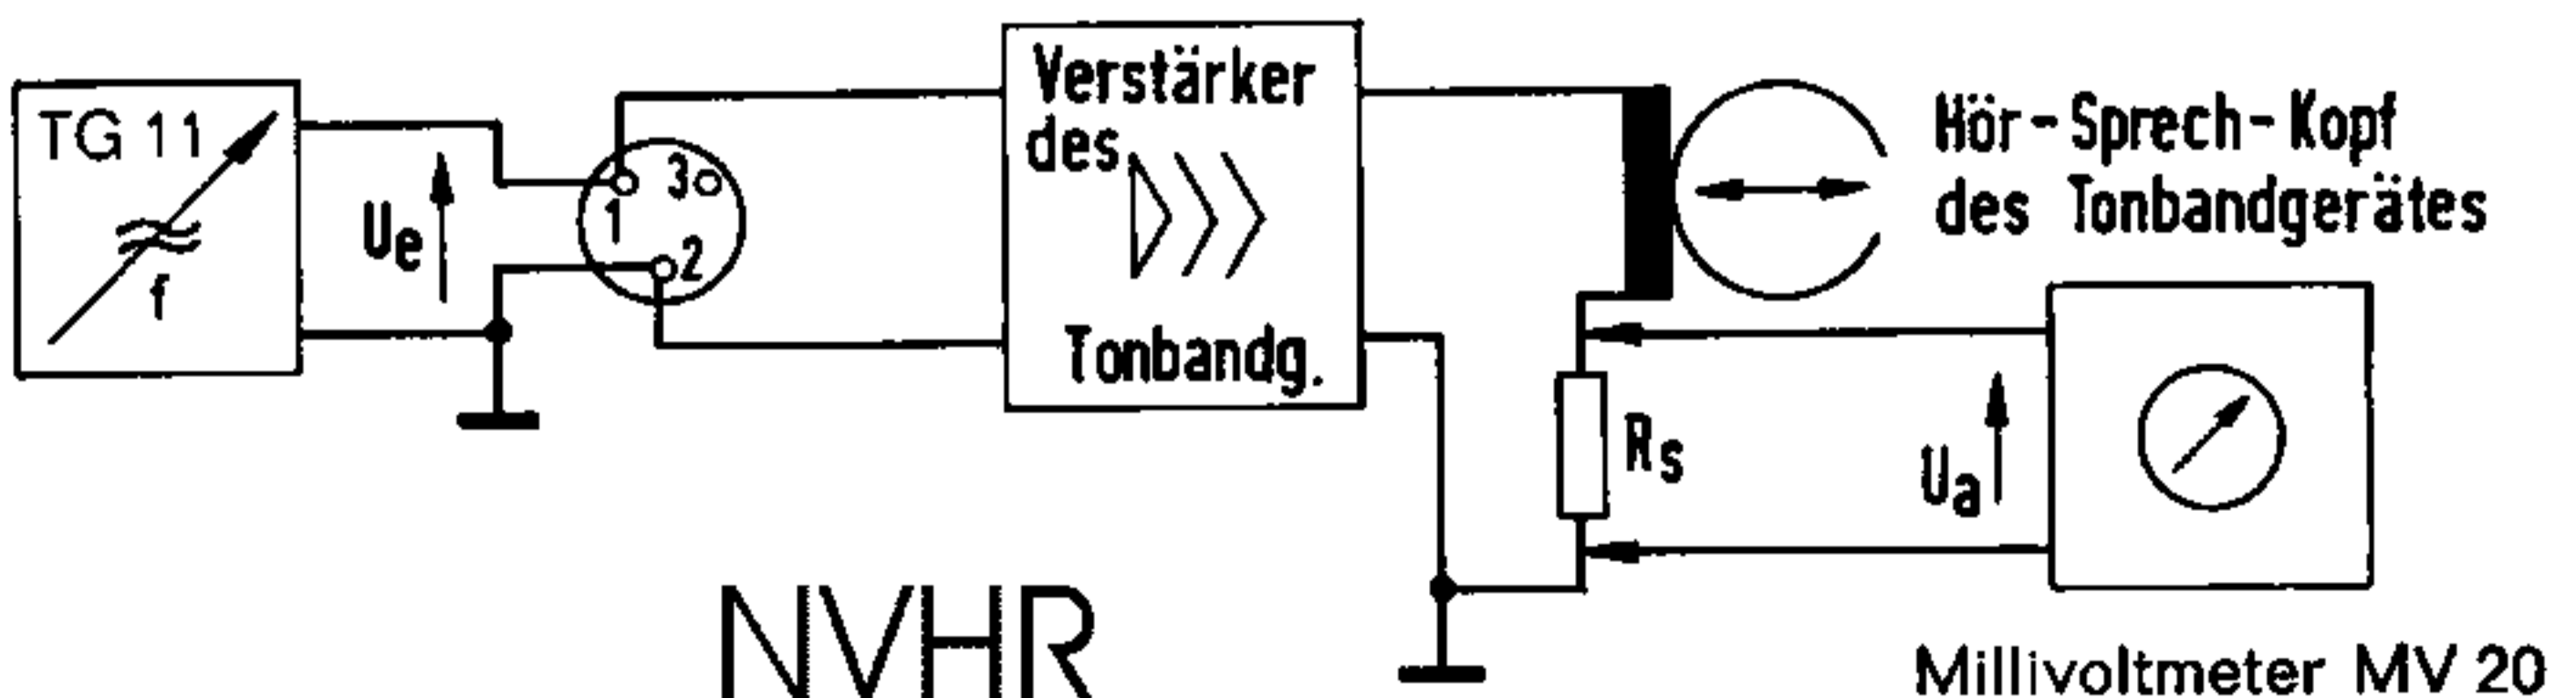 TG 11
f
Ue
1
2
3
Verstärker
des
Tonbandg.
Hör-Sprech-Kopf
des Tonbandgerätes
Rs
Ua
Millivoltmeter MV 20
NVHR